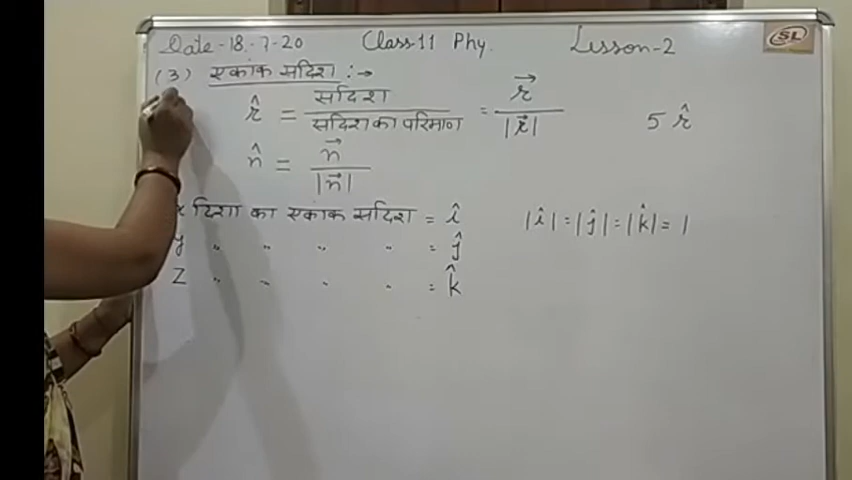 Date - 18.-7-20 Class-11 Phy. Lesson-2 SL
(3) एकांक सदिश :→
r̂ = सदिश / सदिश का परिमाण = r⃗ / |r⃗| 5 r̂
n̂ = n⃗ / |n⃗|
x दिशा का एकांक सदिश = î |î| = |ĵ| = |k̂| = 1
y " " " " = ĵ
Z " " " " = k̂